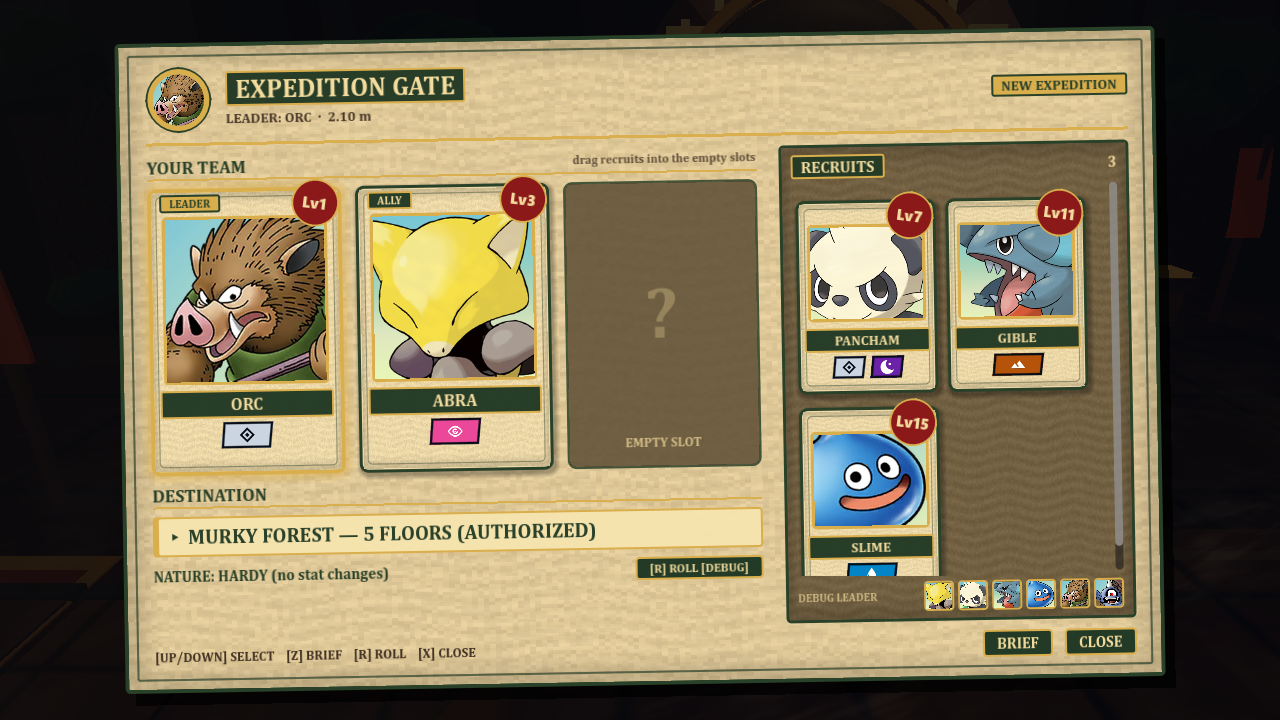 EXPEDITION GATE
LEADER: ORC · 2.10 m
NEW EXPEDITION
YOUR TEAM
drag recruits into the empty slots
LEADER
Lv1
ORC
ALLY
Lv3
ABRA
?
EMPTY SLOT
RECRUITS
3
Lv7
PANCHAM
Lv11
GIBLE
Lv15
SLIME
DESTINATION
▸ MURKY FOREST — 5 FLOORS (AUTHORIZED)
NATURE: HARDY (no stat changes)
[R] ROLL [DEBUG]
DEBUG LEADER
[UP/DOWN] SELECT [Z] BRIEF [R] ROLL [X] CLOSE
BRIEF
CLOSE